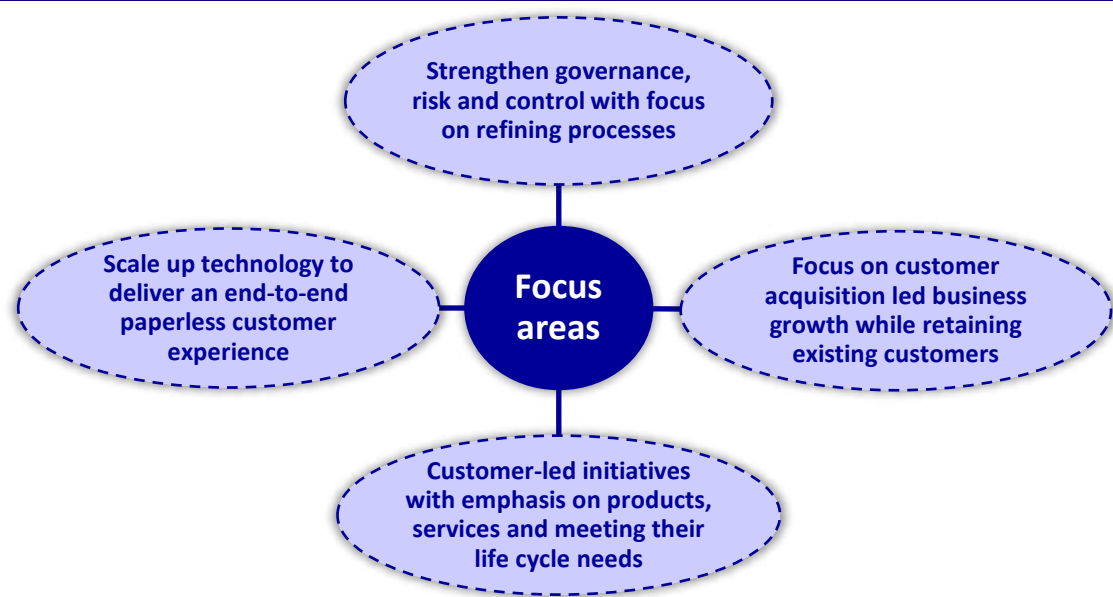 Strengthen governance,
risk and control with focus
on refining processes
Scale up technology to
deliver an end-to-end
paperless customer
experience
Focus
areas
Focus on customer
acquisition led business
growth while retaining
existing customers
Customer-led initiatives
with emphasis on products,
services and meeting their
life cycle needs